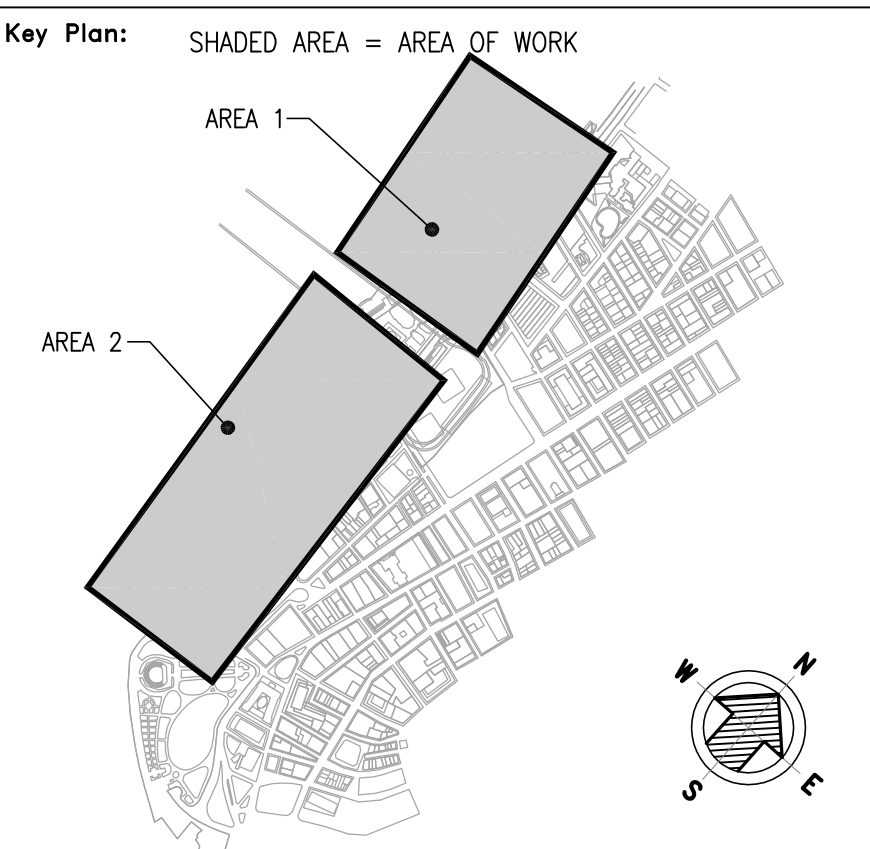 Key Plan:
SHADED AREA = AREA OF WORK
AREA 1
AREA 2
W
N
S
E